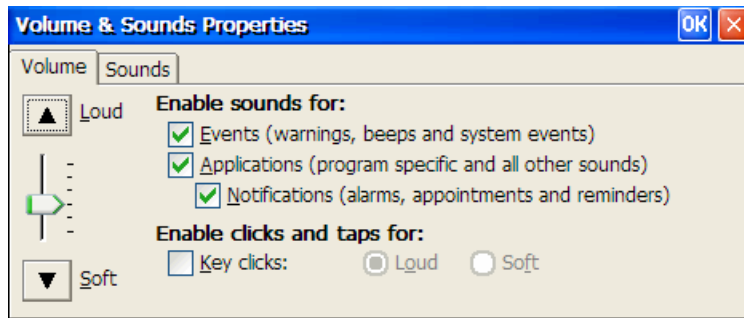 Volume & Sounds Properties OK
Volume Sounds
Loud
Enable sounds for:
Events (warnings, beeps and system events)
Applications (program specific and all other sounds)
Notifications (alarms, appointments and reminders)
Enable clicks and taps for:
Key clicks: Loud Soft
Soft